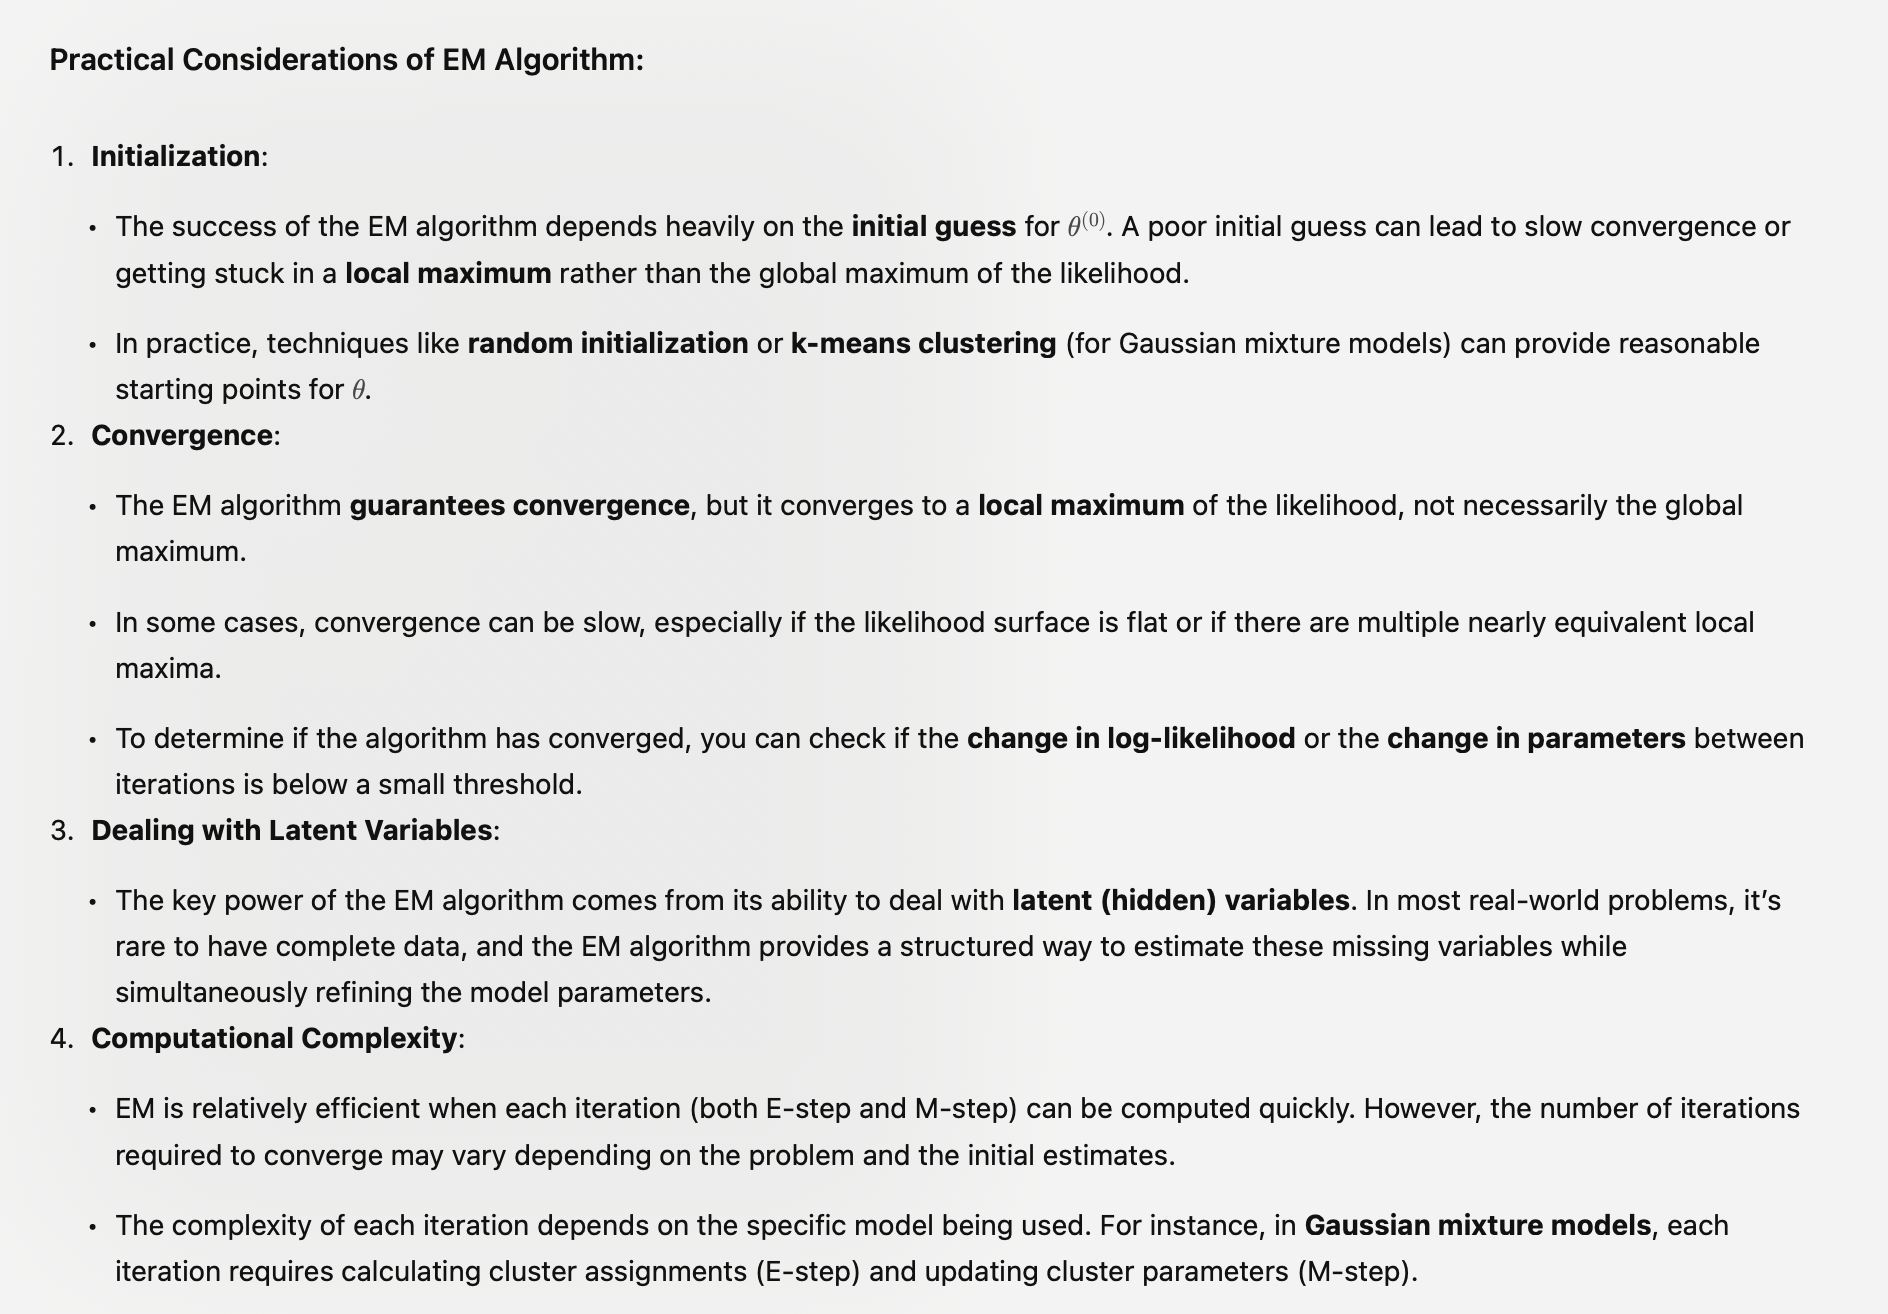 Practical Considerations of EM Algorithm:
1. Initialization:
• The success of the EM algorithm depends heavily on the initial guess for θ⁽⁰⁾. A poor initial guess can lead to slow convergence or
getting stuck in a local maximum rather than the global maximum of the likelihood.
• In practice, techniques like random initialization or k-means clustering (for Gaussian mixture models) can provide reasonable
starting points for θ.
2. Convergence:
• The EM algorithm guarantees convergence, but it converges to a local maximum of the likelihood, not necessarily the global
maximum.
• In some cases, convergence can be slow, especially if the likelihood surface is flat or if there are multiple nearly equivalent local
maxima.
• To determine if the algorithm has converged, you can check if the change in log-likelihood or the change in parameters between
iterations is below a small threshold.
3. Dealing with Latent Variables:
• The key power of the EM algorithm comes from its ability to deal with latent (hidden) variables. In most real-world problems, it’s
rare to have complete data, and the EM algorithm provides a structured way to estimate these missing variables while
simultaneously refining the model parameters.
4. Computational Complexity:
• EM is relatively efficient when each iteration (both E-step and M-step) can be computed quickly. However, the number of iterations
required to converge may vary depending on the problem and the initial estimates.
• The complexity of each iteration depends on the specific model being used. For instance, in Gaussian mixture models, each
iteration requires calculating cluster assignments (E-step) and updating cluster parameters (M-step).